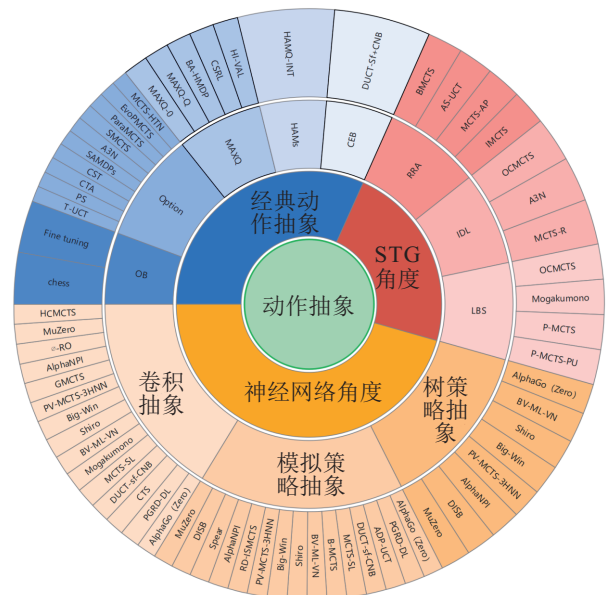 动作抽象
经典动
作抽象
STG
角度
神经网络角度
OB
Option
MAXQ
HAMs
CEB
RRA
IDL
LBS
树策
略抽
象
模拟策
略抽象
卷积
抽象
chess
Fine tuning
T-UCT
PS
CTA
CST
SAMDPs
A3N
SMCTS
ParaMCTS
EvoPMCTS
MCTS-HTN
MAXQ-0
MAXQ-Q
BA-HMDP
CSRL
HI-VAL
HAMQ-INT
DUCT-Sf+CNB
BMCTS
AS-UCT
MCTS-AP
IMCTS
OCMCTS
A3N
MCTS-R
OCMCTS
Mogakumono
P-MCTS
P-MCTS-PU
AlphaGo (Zero)
BV-ML-VN
Shiro
Big-Win
PV-MCTS-3HNN
AlphaNPI
DISB
MuZero
AlphaGo (Zero)
PGRD-DL
ADP-UCT
DUCT-sf-CNB
MCTS-SL
B-MCTS
BV-ML-VN
Shiro
Big-Win
PV-MCTS-3HNN
RD-ISMCTS
AlphaNPI
Spear
DISB
MuZero
AlphaGo (Zero)
PGRD-DL
CTS
DUCT-sf-CNB
MCTS-SL
Mogakumono
BV-ML-VN
Shiro
Big-Win
PV-MCTS-3HNN
GMCTS
AlphaNPI
MuZero
HCMCTS